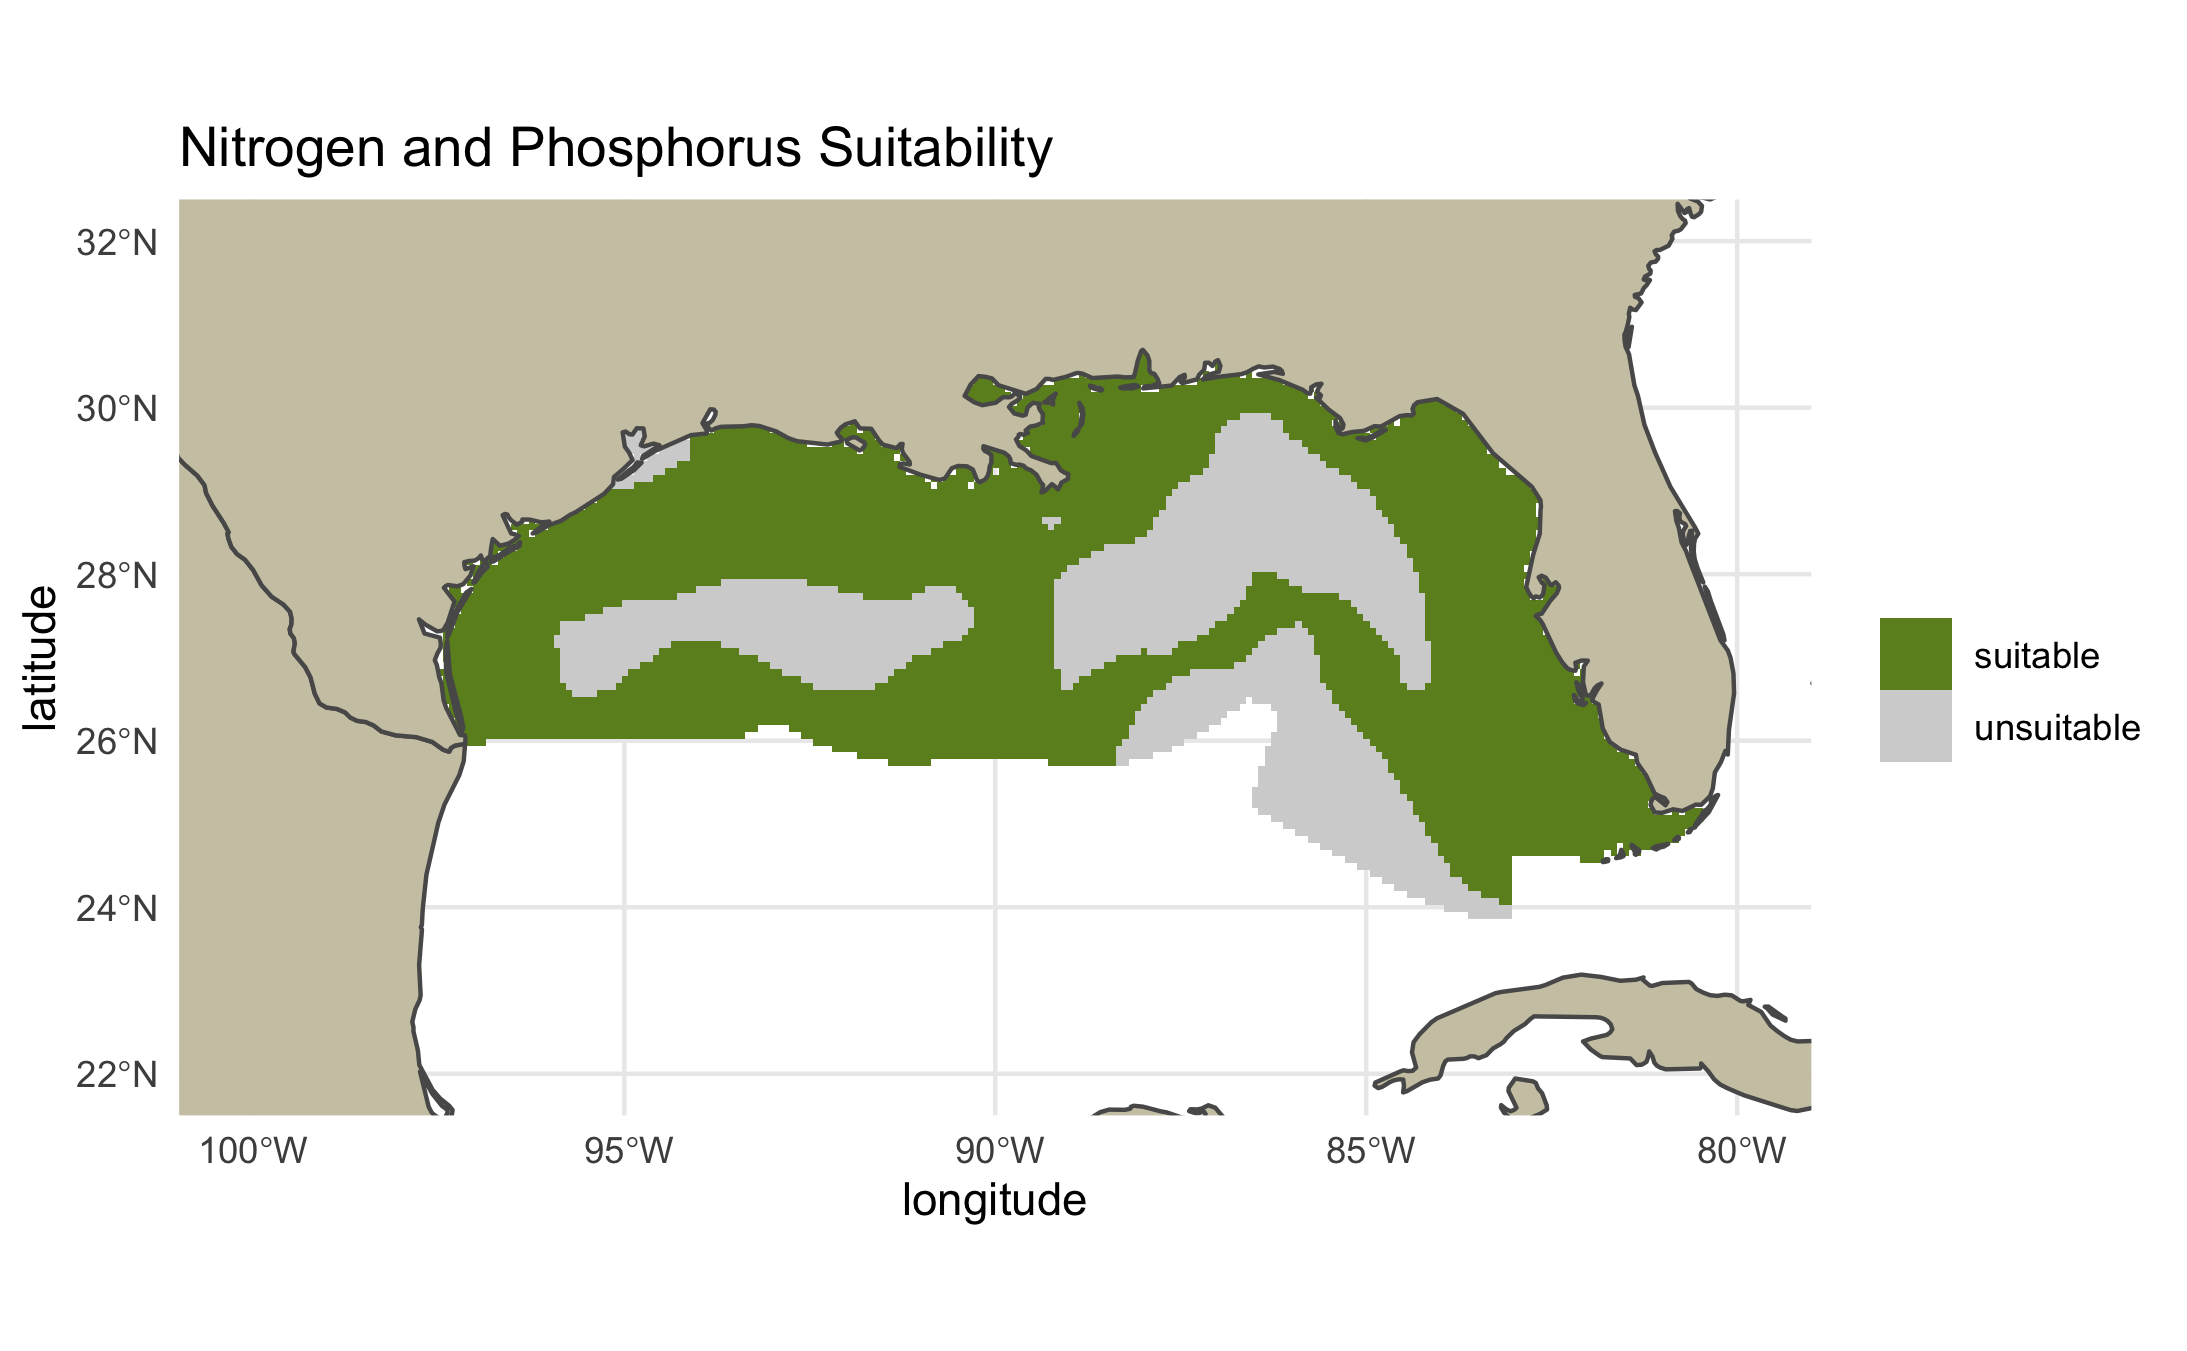 Nitrogen and Phosphorus Suitability
32°N
30°N
28°N
26°N
24°N
22°N
latitude
100°W
95°W
90°W
85°W
80°W
longitude
suitable
unsuitable